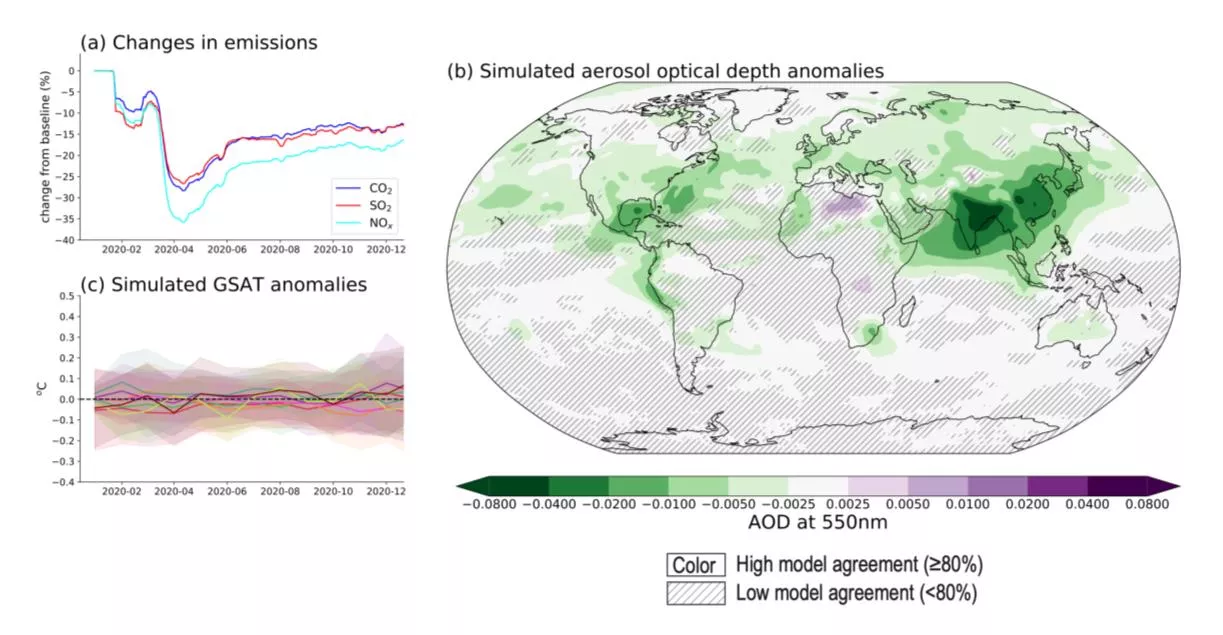 (a) Changes in emissions
change from baseline (%)
0
−5
−10
−15
−20
−25
−30
−35
−40
CO₂
SO₂
NOₓ
2020-02 2020-04 2020-06 2020-08 2020-10 2020-12
(b) Simulated aerosol optical depth anomalies
−0.0800 −0.0400 −0.0200 −0.0100 −0.0050 −0.0025 0.0025 0.0050 0.0100 0.0200 0.0400 0.0800
AOD at 550nm
Color High model agreement (≥80%)
Low model agreement (<80%)
(c) Simulated GSAT anomalies
°C
0.5
0.4
0.3
0.2
0.1
0.0
−0.1
−0.2
−0.3
−0.4
2020-02 2020-04 2020-06 2020-08 2020-10 2020-12